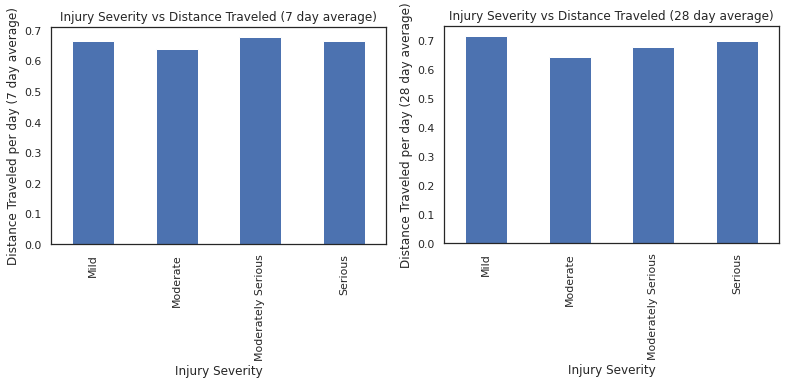 Injury Severity vs Distance Traveled (7 day average)
Distance Traveled per day (7 day average)
0.7
0.6
0.5
0.4
0.3
0.2
0.1
0.0
Mild
Moderate
Moderately Serious
Serious
Injury Severity
Injury Severity vs Distance Traveled (28 day average)
Distance Traveled per day (28 day average)
0.7
0.6
0.5
0.4
0.3
0.2
0.1
0.0
Mild
Moderate
Moderately Serious
Serious
Injury Severity